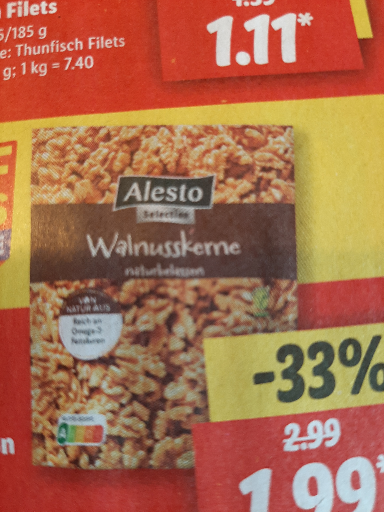 Filets
5/185 g
e: Thunfisch Filets
g; 1 kg = 7.40
1.11*
Alesto
Selection
Walnusskerne
naturbelassen
VON
NATUR AUS
Reich an
Omega-3-
Fettsäuren
-33%
2.99
1.99*